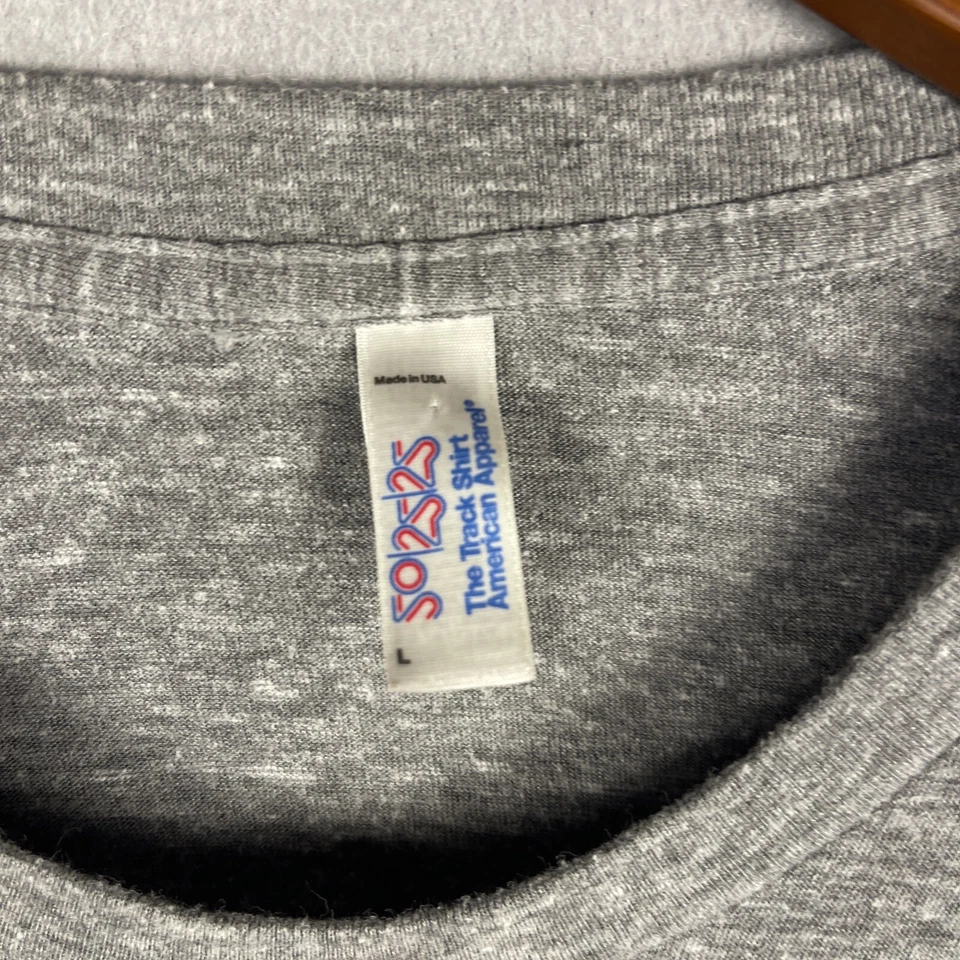 Made in USA
50|25|25
The Track Shirt
American Apparel®
L